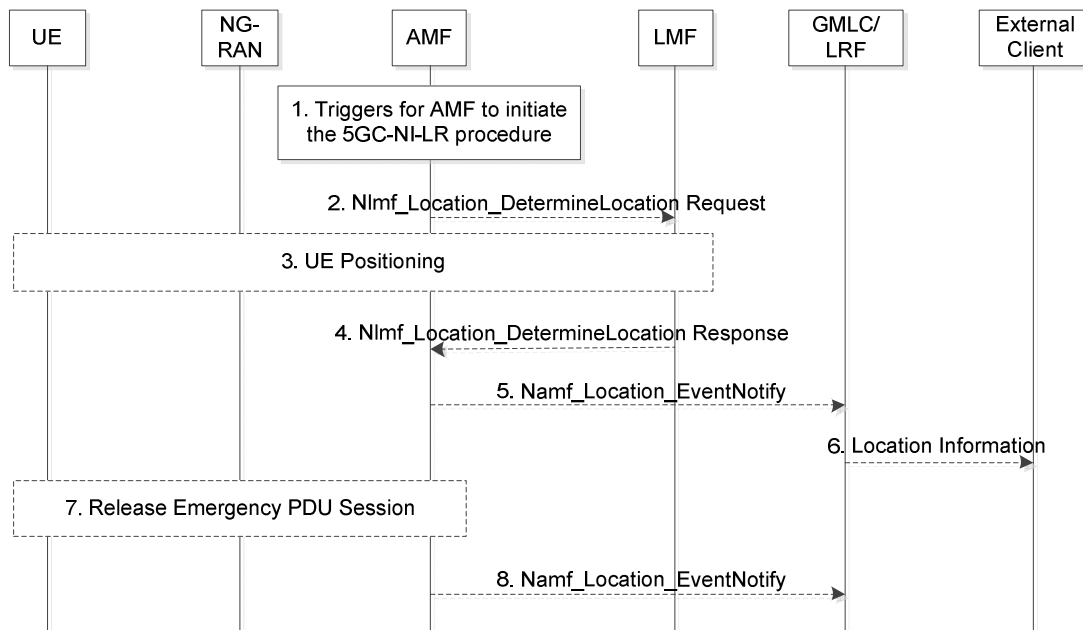 UE
NG-
RAN
AMF
LMF
GMLC/
LRF
External
Client
1. Triggers for AMF to initiate
the 5GC-NI-LR procedure
2. Nlmf_Location_DetermineLocation Request
3. UE Positioning
4. Nlmf_Location_DetermineLocation Response
5. Namf_Location_EventNotify
6. Location Information
7. Release Emergency PDU Session
8. Namf_Location_EventNotify